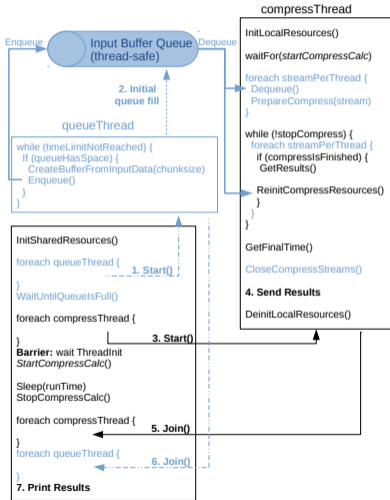 compressThread
Enqueue
Input Buffer Queue
(thread-safe)
Dequeue
2. Initial
queue fill
queueThread
while (timeLimitNotReached) {
If (queueHasSpace) {
CreateBufferFromInputData(chunksize)
Enqueue()
}
}
InitLocalResources()
waitFor(startCompressCalc)
foreach streamPerThread {
Dequeue()
PrepareCompress(stream)
}
while (!stopCompress) {
foreach streamPerThread {
if (compressIsFinished) {
GetResults()
ReinitCompressResources()
}
}
}
GetFinalTime()
CloseCompressStreams()
4. Send Results
DeinitLocalResources()
InitSharedResources()
foreach queueThread {
1. Start()
}
WaitUntilQueueIsFull()
foreach compressThread {
3. Start()
}
Barrier: wait ThreadInit
StartCompressCalc()
Sleep(runTime)
StopCompressCalc()
foreach compressThread {
5. Join()
}
foreach queueThread {
6. Join()
}
7. Print Results